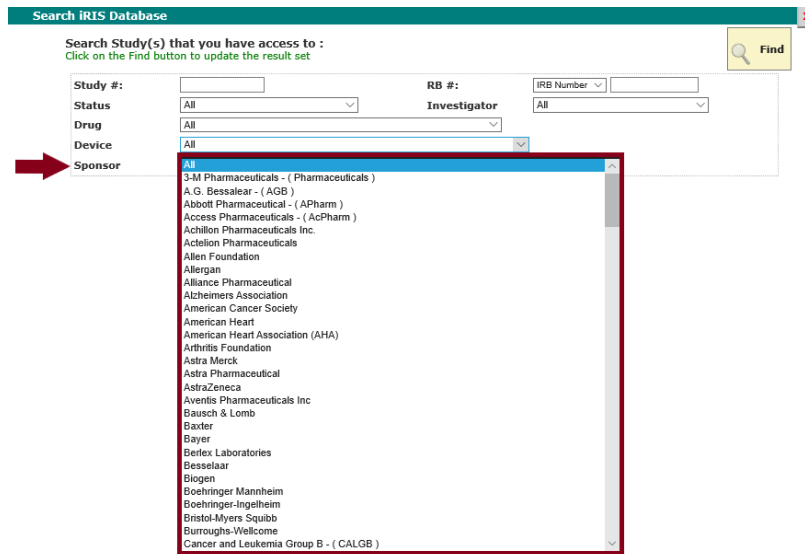 Search iRIS Database
Search Study(s) that you have access to :
Click on the Find button to update the result set
Find
Study #:
RB #:
IRB Number
Status
All
Investigator
All
Drug
All
Device
All
Sponsor
All
3-M Pharmaceuticals - ( Pharmaceuticals )
A.G. Bessalear - ( AGB )
Abbott Pharmaceutical - ( APharm )
Access Pharmaceuticals - ( AcPharm )
Achillon Pharmaceuticals Inc.
Actelion Pharmaceuticals
Allen Foundation
Allergan
Alliance Pharmaceutical
Alzheimers Association
American Cancer Society
American Heart
American Heart Association (AHA)
Arthritis Foundation
Astra Merck
Astra Pharmaceutical
AstraZeneca
Aventis Pharmaceuticals Inc
Bausch & Lomb
Baxter
Bayer
Berlex Laboratories
Besselaar
Biogen
Boehringer Mannheim
Boehringer-Ingelheim
Bristol-Myers Squibb
Burroughs-Wellcome
Cancer and Leukemia Group B - ( CALGB )